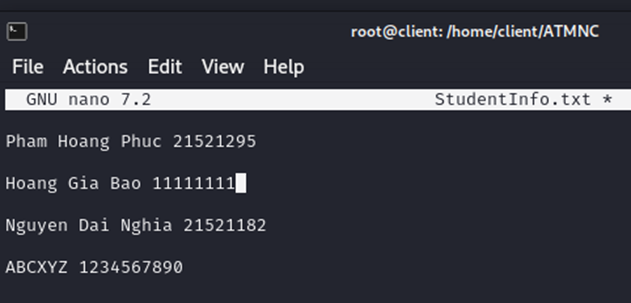 root@client: /home/client/ATMNC
File Actions Edit View Help
GNU nano 7.2 StudentInfo.txt *
Pham Hoang Phuc 21521295
Hoang Gia Bao 11111111
Nguyen Dai Nghia 21521182
ABCXYZ 1234567890